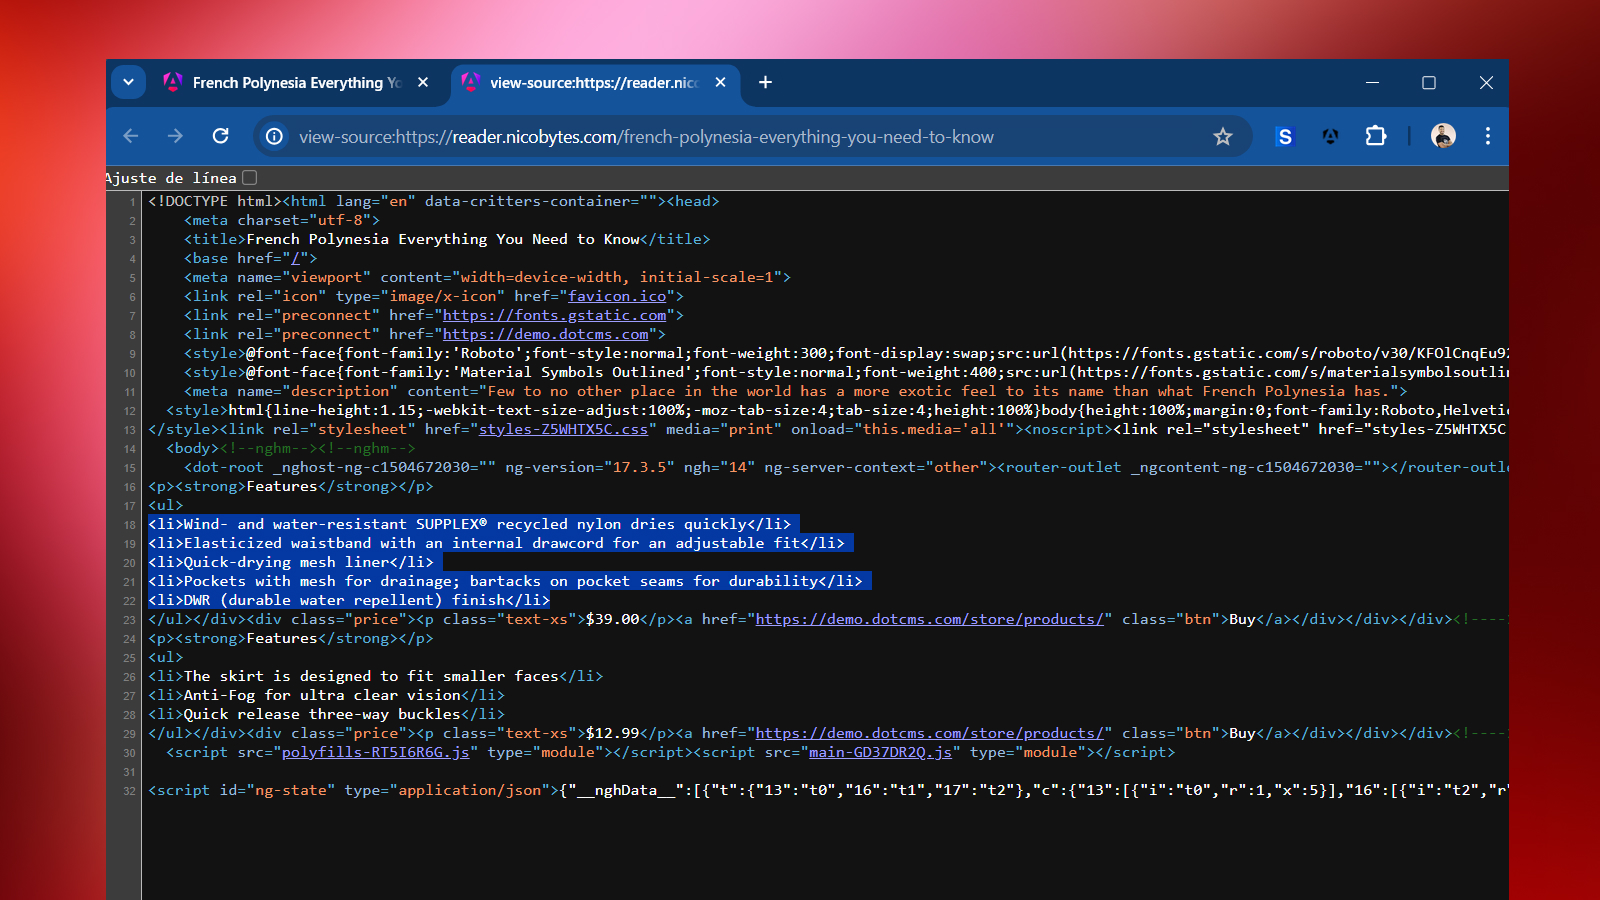 French Polynesia Everything Yo
view-source:https://reader.nico
view-source:https://reader.nicobytes.com/french-polynesia-everything-you-need-to-know
S
Ajuste de línea
1 <!DOCTYPE html><html lang="en" data-critters-container=""><head>
2 <meta charset="utf-8">
3 <title>French Polynesia Everything You Need to Know</title>
4 <base href="/">
5 <meta name="viewport" content="width=device-width, initial-scale=1">
6 <link rel="icon" type="image/x-icon" href="favicon.ico">
7 <link rel="preconnect" href="https://fonts.gstatic.com">
8 <link rel="preconnect" href="https://demo.dotcms.com">
9 <style>@font-face{font-family:'Roboto';font-style:normal;font-weight:300;font-display:swap;src:url(https://fonts.gstatic.com/s/roboto/v30/KFOlCnqEu92
10 <style>@font-face{font-family:'Material Symbols Outlined';font-style:normal;font-weight:400;src:url(https://fonts.gstatic.com/s/materialsymbolsoutlin
11 <meta name="description" content="Few to no other place in the world has a more exotic feel to its name than what French Polynesia has.">
12 <style>html{line-height:1.15;-webkit-text-size-adjust:100%;-moz-tab-size:4;tab-size:4;height:100%}body{height:100%;margin:0;font-family:Roboto,Helvetic
13 </style><link rel="stylesheet" href="styles-Z5WHTX5C.css" media="print" onload="this.media='all'"><noscript><link rel="stylesheet" href="styles-Z5WHTX5C
14 <body><!--nghm--><!--nghm-->
15 <dot-root _nghost-ng-c1504672030="" ng-version="17.3.5" ngh="14" ng-server-context="other"><router-outlet _ngcontent-ng-c1504672030=""></router-outle
16 <p><strong>Features</strong></p>
17 <ul>
18 <li>Wind- and water-resistant SUPPLEX® recycled nylon dries quickly</li>
19 <li>Elasticized waistband with an internal drawcord for an adjustable fit</li>
20 <li>Quick-drying mesh liner</li>
21 <li>Pockets with mesh for drainage; bartacks on pocket seams for durability</li>
22 <li>DWR (durable water repellent) finish</li>
23 </ul></div><div class="price"><p class="text-xs">$39.00</p><a href="https://demo.dotcms.com/store/products/" class="btn">Buy</a></div></div></div><!----
24 <p><strong>Features</strong></p>
25 <ul>
26 <li>The skirt is designed to fit smaller faces</li>
27 <li>Anti-Fog for ultra clear vision</li>
28 <li>Quick release three-way buckles</li>
29 </ul></div><div class="price"><p class="text-xs">$12.99</p><a href="https://demo.dotcms.com/store/products/" class="btn">Buy</a></div></div></div><!----
30 <script src="polyfills-RT5I6R6G.js" type="module"></script><script src="main-GD37DR2Q.js" type="module"></script>
31
32 <script id="ng-state" type="application/json">{"__nghData__":[{"t":{"13":"t0","16":"t1","17":"t2"},"c":{"13":[{"i":"t0","r":1,"x":5}],"16":[{"i":"t2","r"